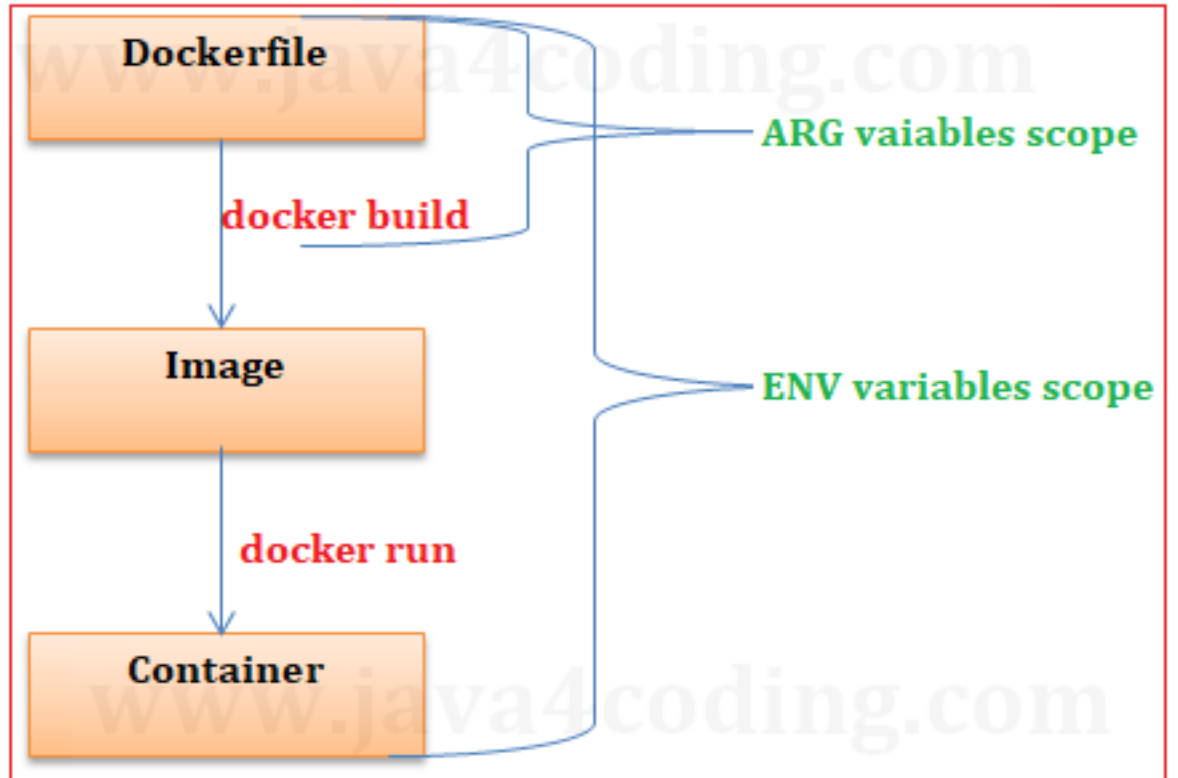 www.java4coding.com
Dockerfile
ARG vaiables scope
docker build
Image
ENV variables scope
docker run
Container
www.java4coding.com